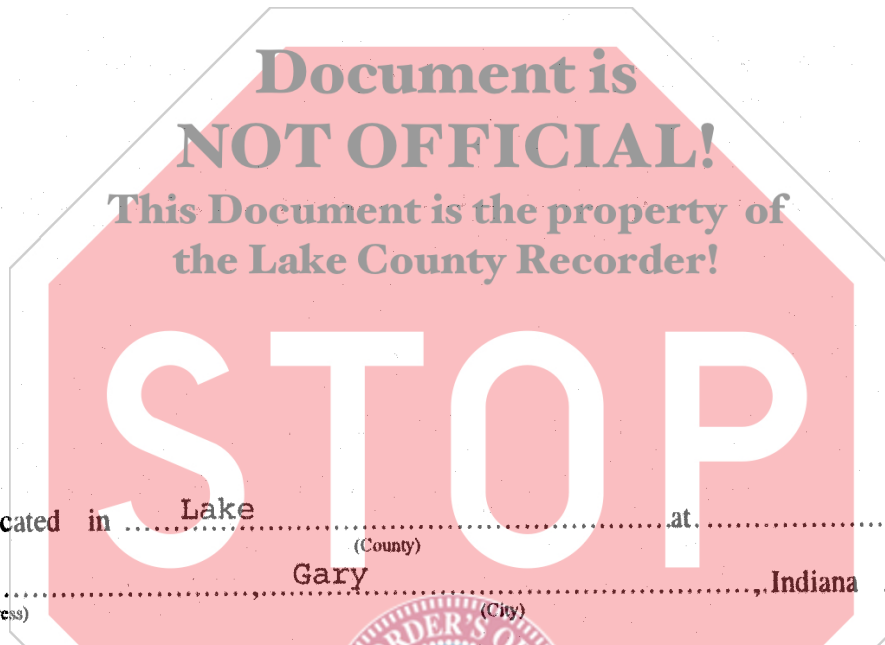 Document is
NOT OFFICIAL!
This Document is the property of
the Lake County Recorder!
STOP
cated in Lake at
(County)
Gary, Indiana
ess) (City)
ORDER'S O